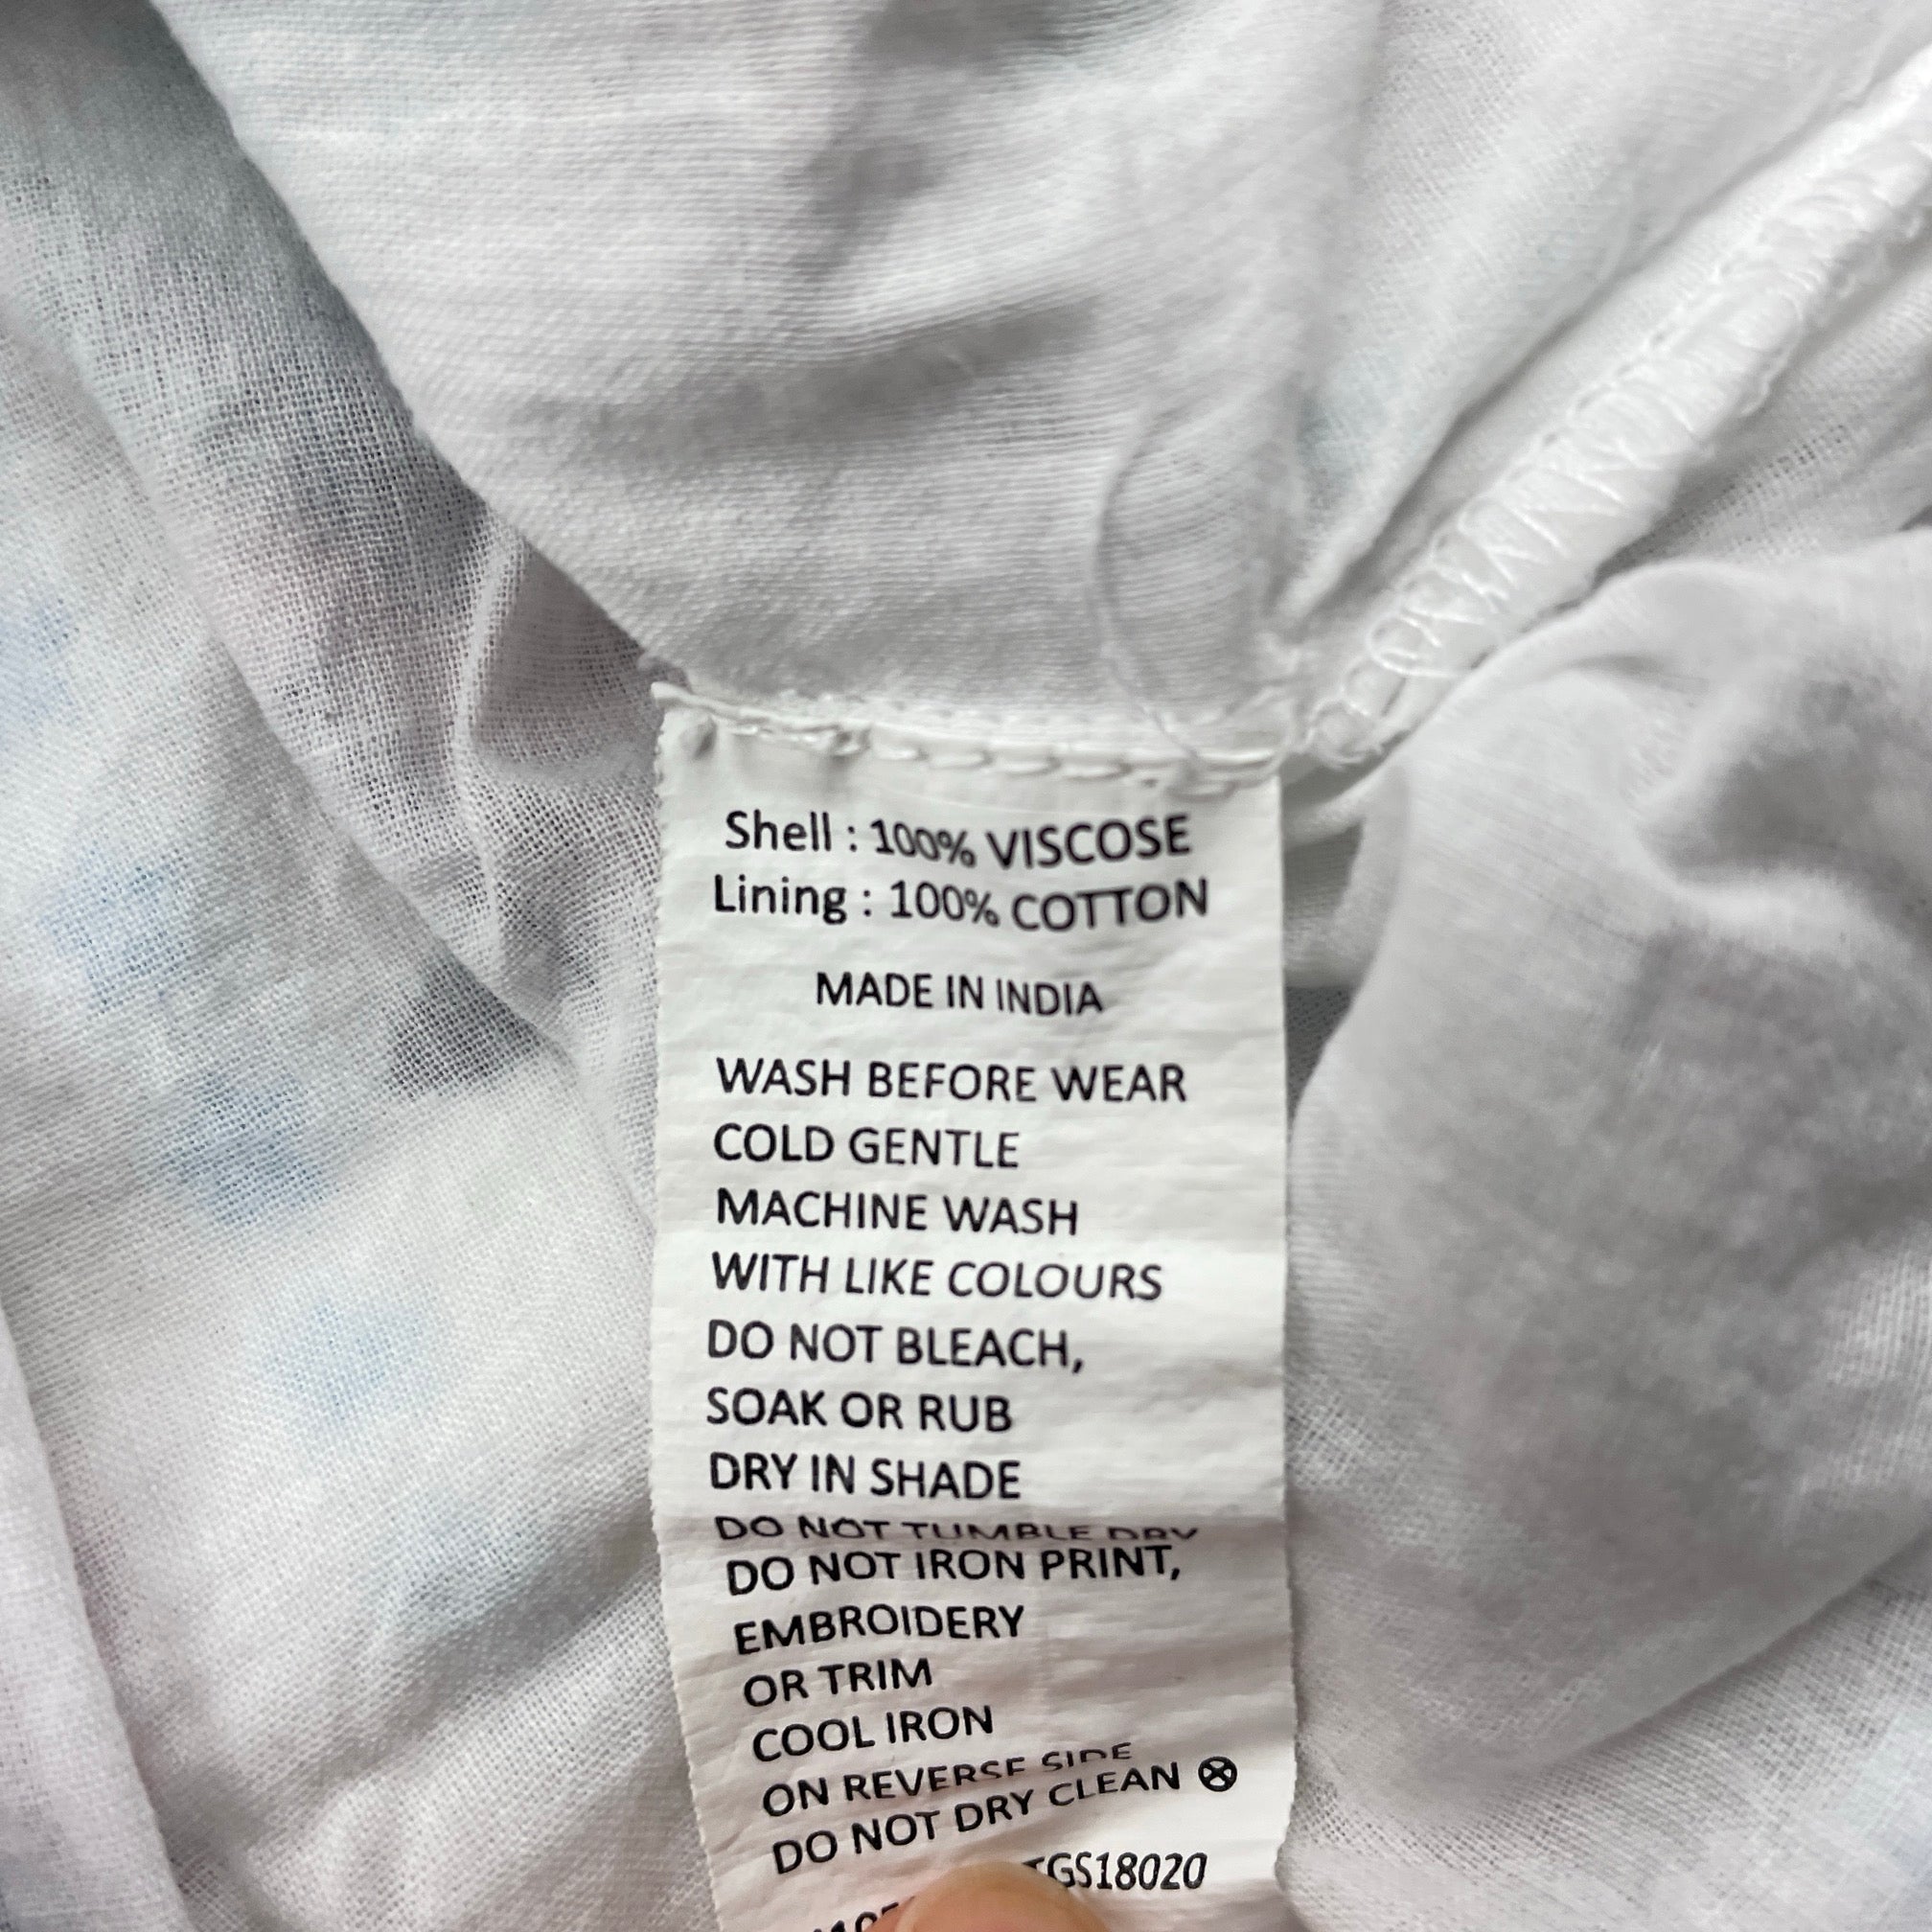 Shell : 100% VISCOSE
Lining : 100% COTTON
MADE IN INDIA
WASH BEFORE WEAR
COLD GENTLE
MACHINE WASH
WITH LIKE COLOURS
DO NOT BLEACH,
SOAK OR RUB
DRY IN SHADE
DO NOT TUMBLE DRY
DO NOT IRON PRINT,
EMBROIDERY
OR TRIM
COOL IRON
ON REVERSE SIDE
DO NOT DRY CLEAN